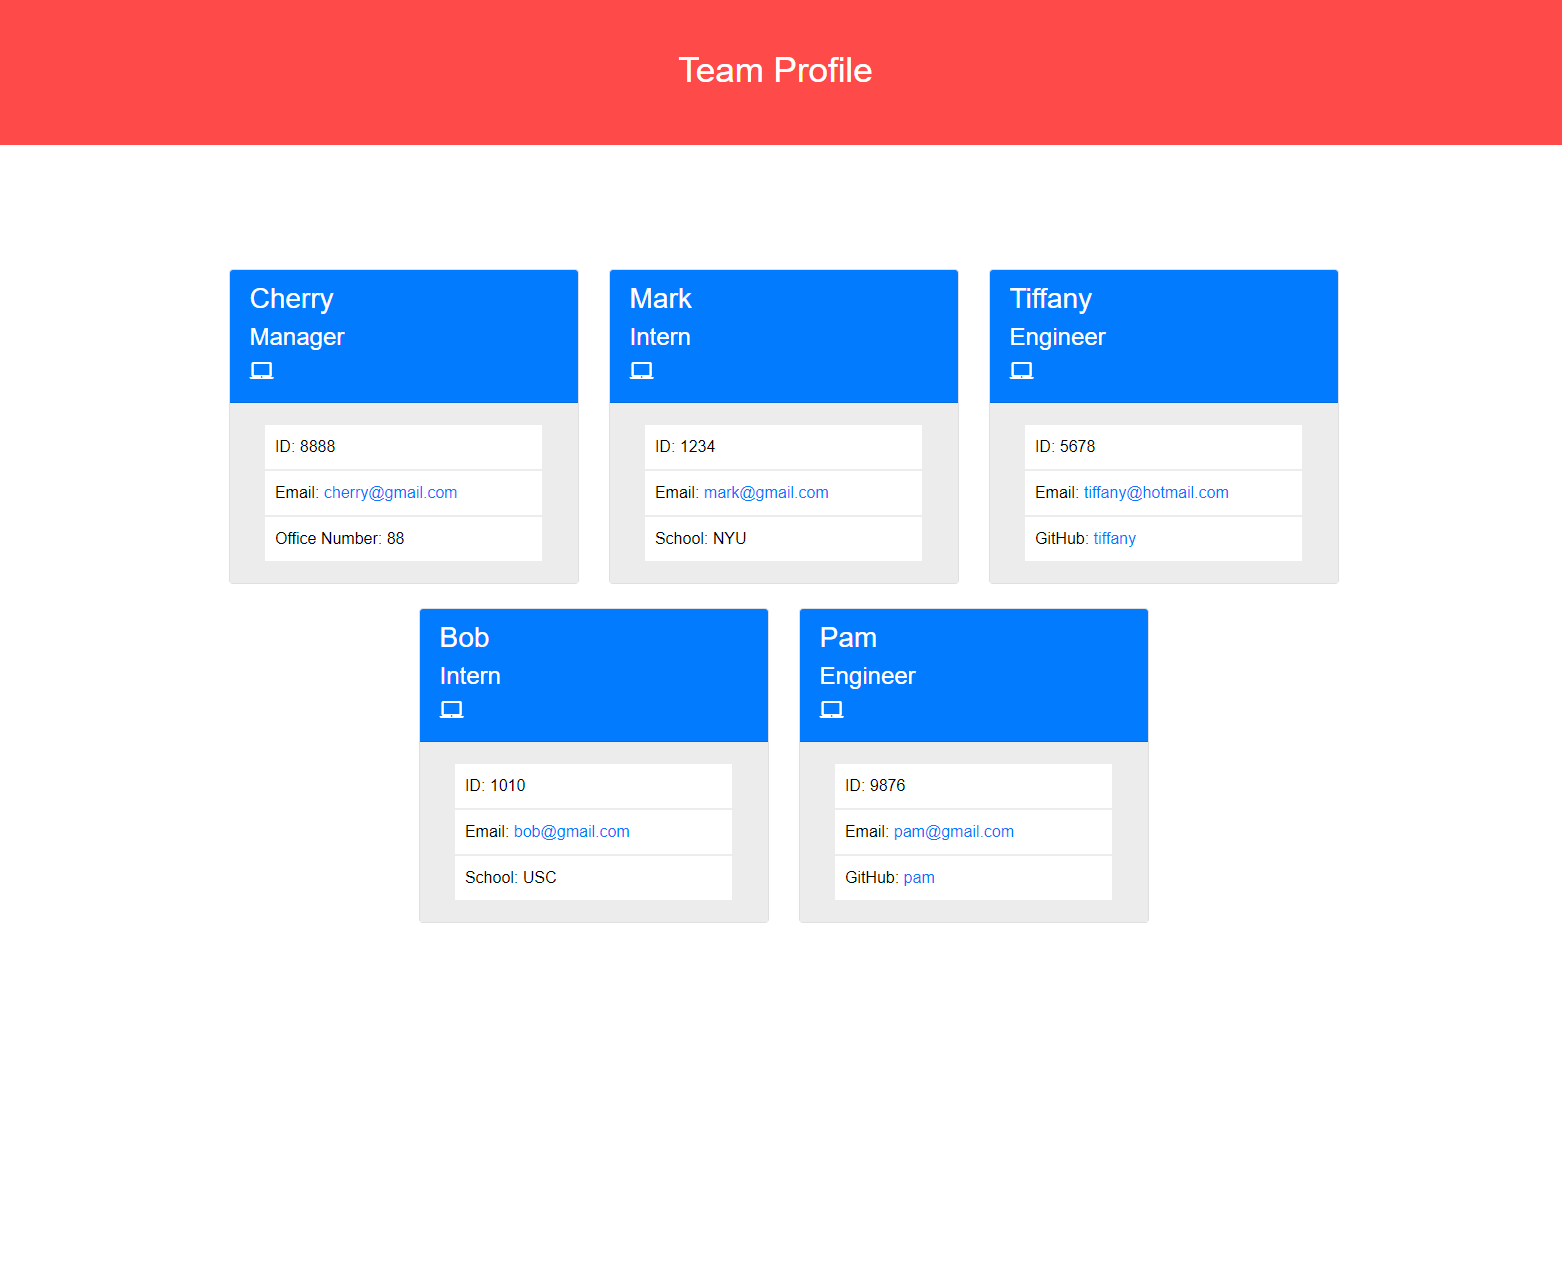 Team Profile
Cherry
Manager
ID: 8888
Email: cherry@gmail.com
Office Number: 88
Mark
Intern
ID: 1234
Email: mark@gmail.com
School: NYU
Tiffany
Engineer
ID: 5678
Email: tiffany@hotmail.com
GitHub: tiffany
Bob
Intern
ID: 1010
Email: bob@gmail.com
School: USC
Pam
Engineer
ID: 9876
Email: pam@gmail.com
GitHub: pam